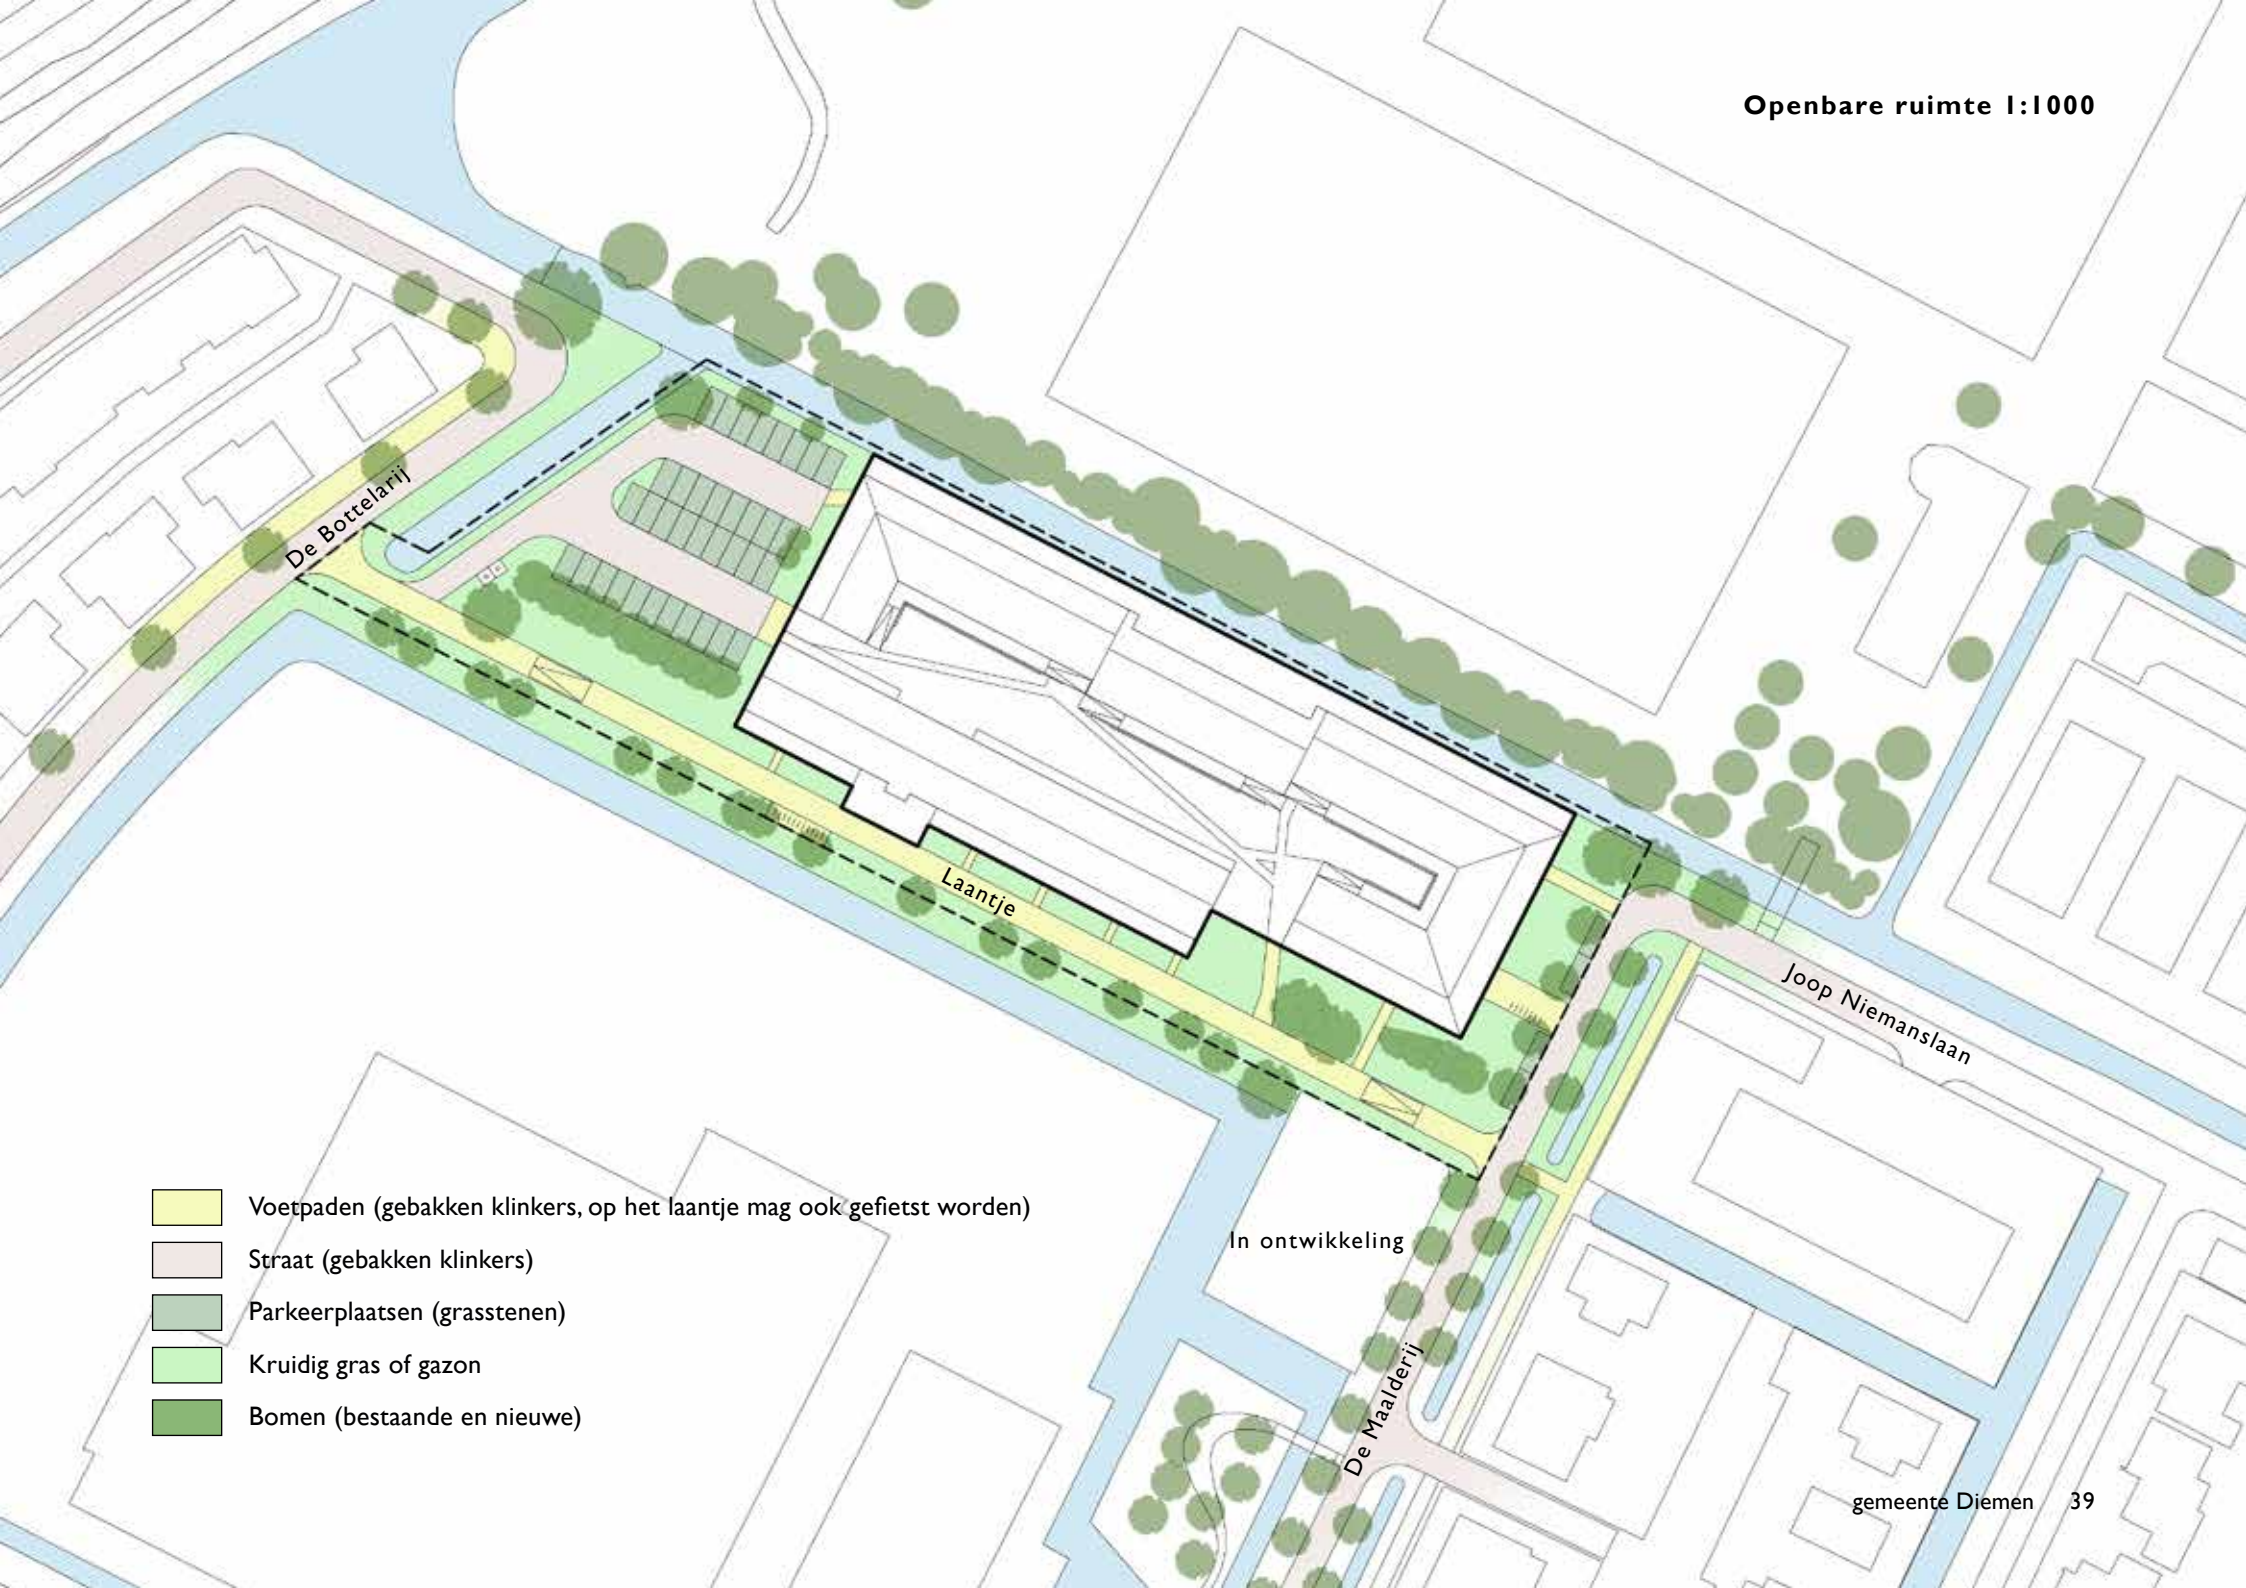 Openbare ruimte 1:1000
De Bottelarij
Laantje
Joop Niemanslaan
In ontwikkeling
De Maalderij
Voetpaden (gebakken klinkers, op het laantje mag ook gefietst worden)
Straat (gebakken klinkers)
Parkeerplaatsen (grasstenen)
Kruidig gras of gazon
Bomen (bestaande en nieuwe)
gemeente Diemen 39